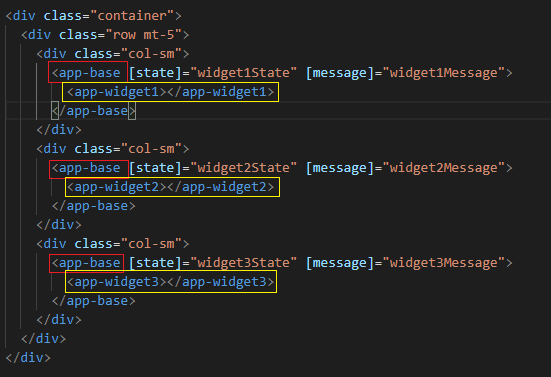 <div class="container">
<div class="row mt-5">
<div class="col-sm">
<app-base [state]="widget1State" [message]="widget1Message">
<app-widget1></app-widget1>
</app-base>
</div>
<div class="col-sm">
<app-base [state]="widget2State" [message]="widget2Message">
<app-widget2></app-widget2>
</app-base>
</div>
<div class="col-sm">
<app-base [state]="widget3State" [message]="widget3Message">
<app-widget3></app-widget3>
</app-base>
</div>
</div>
</div>